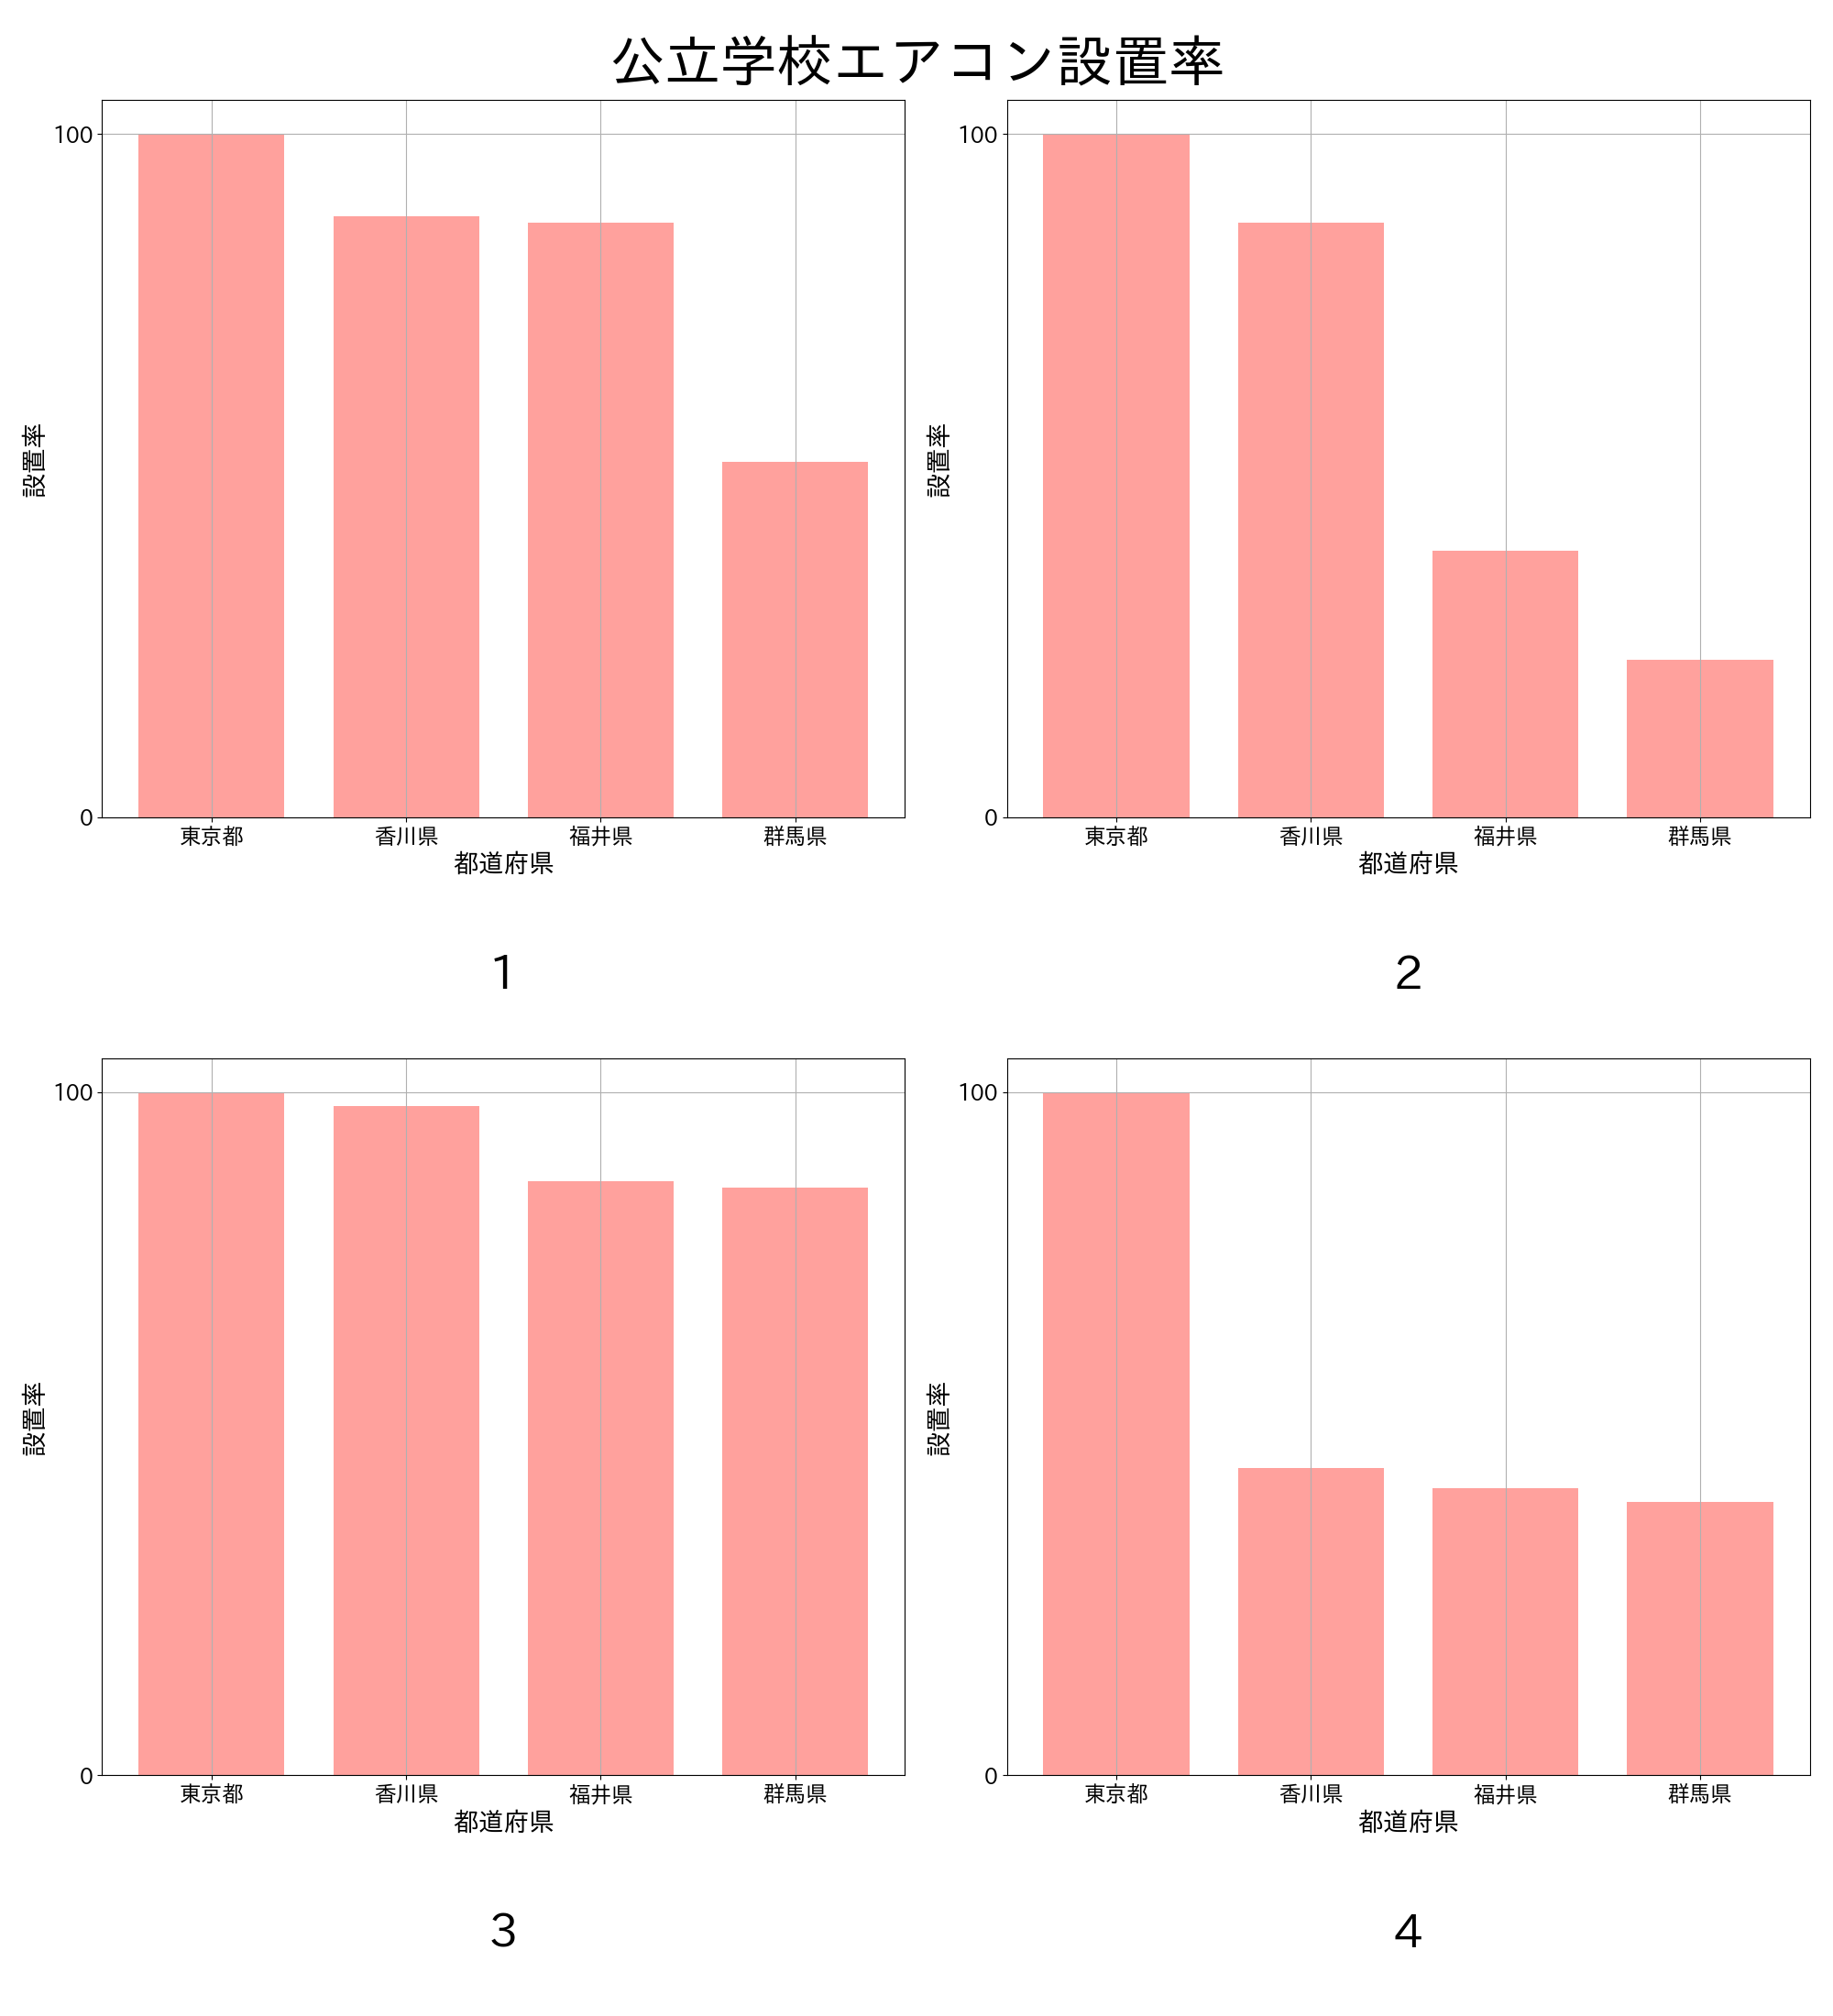 公立学校エアコン設置率
100
0
設置率
東京都 香川県 福井県 群馬県
都道府県
1
100
0
設置率
東京都 香川県 福井県 群馬県
都道府県
2
100
0
設置率
東京都 香川県 福井県 群馬県
都道府県
3
100
0
設置率
東京都 香川県 福井県 群馬県
都道府県
4